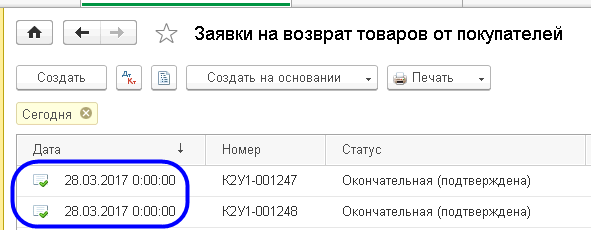 Заявки на возврат товаров от покупателей
Создать Дт Кт Создать на основании Печать
Сегодня
Дата Номер Статус
28.03.2017 0:00:00 К2У1-001247 Окончательная (подтверждена)
28.03.2017 0:00:00 К2У1-001248 Окончательная (подтверждена)